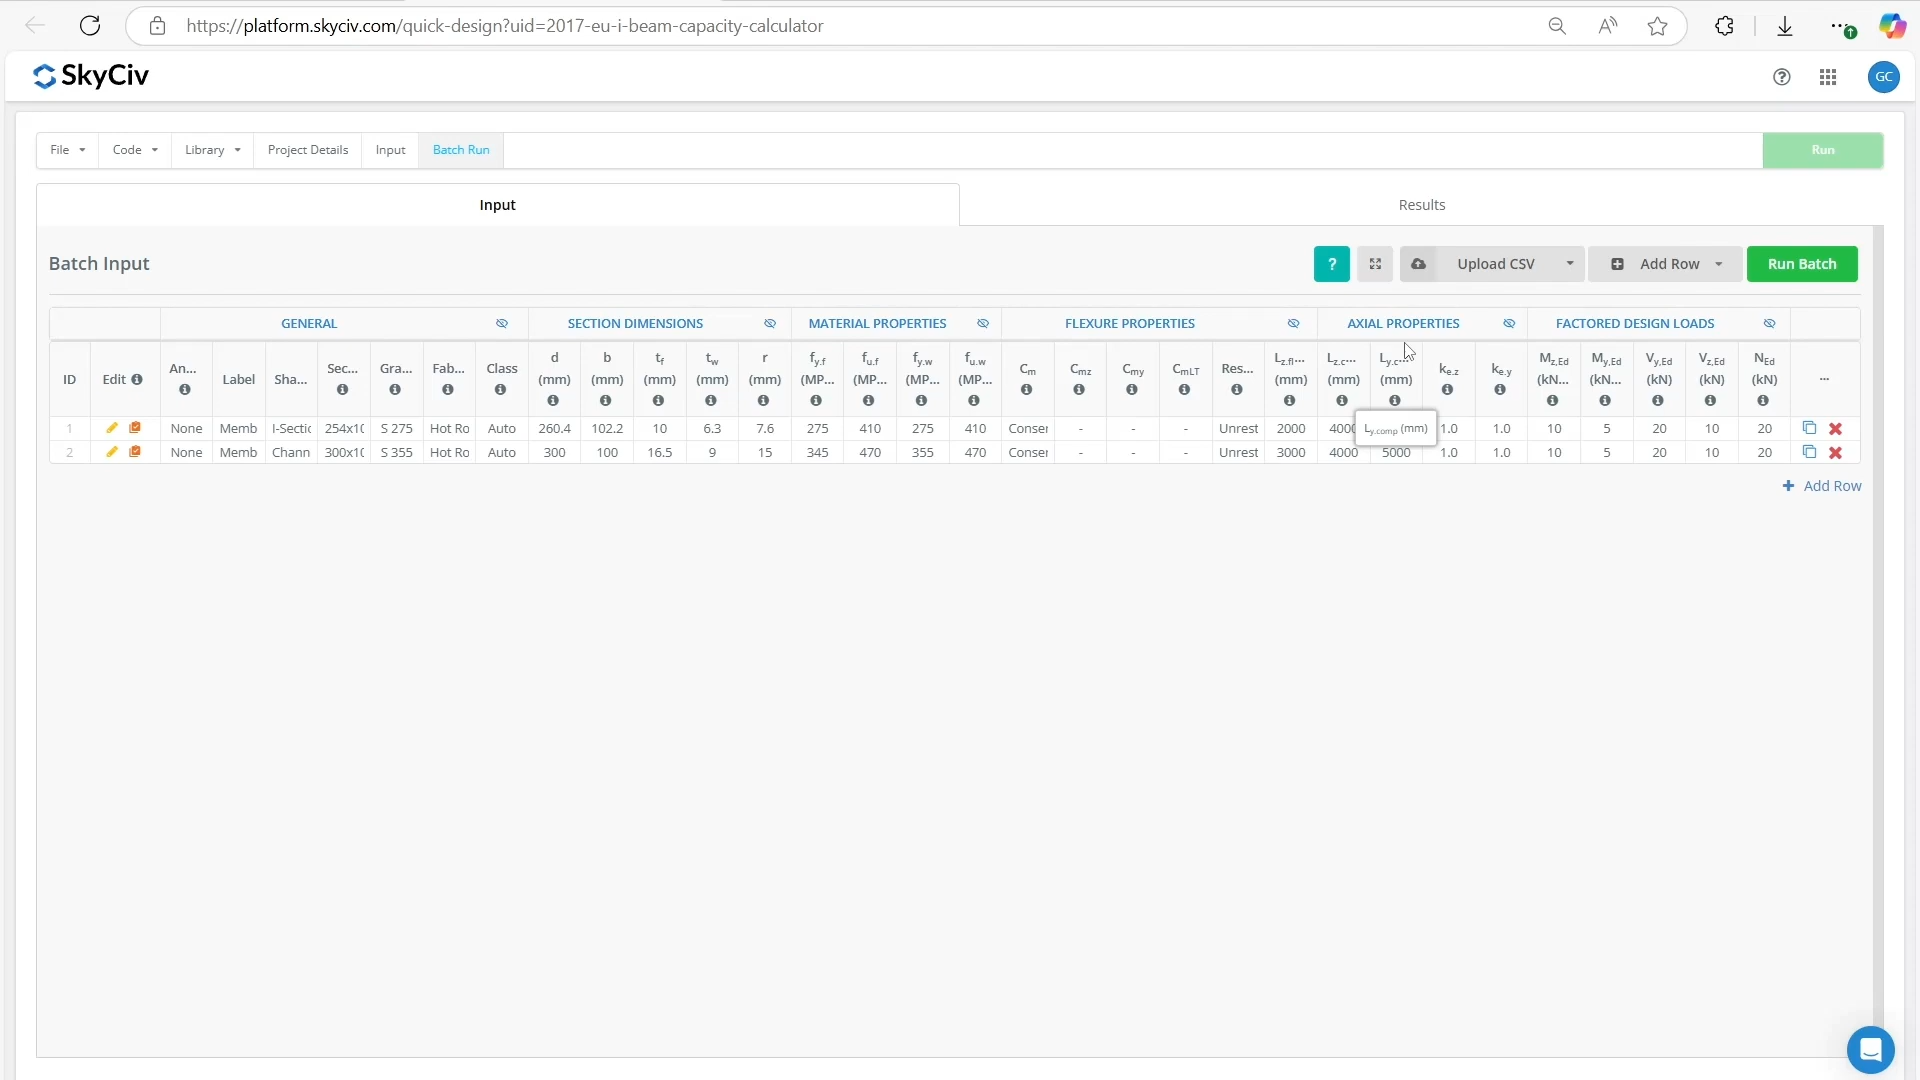 https://platform.skyciv.com/quick-design?uid=2017-eu-i-beam-capacity-calculator
SkyCiv
GC
File Code Library Project Details Input Batch Run Run
Input Results
Batch Input
? Upload CSV Add Row Run Batch
GENERAL SECTION DIMENSIONS MATERIAL PROPERTIES FLEXURE PROPERTIES AXIAL PROPERTIES FACTORED DESIGN LOADS
ID Edit An... Label Sha... Sec... Gra... Fab... Class d (mm) b (mm) tf (mm) tw (mm) r (mm) fy.f (MP... fu.f (MP... fy.w (MP... fu.w (MP... Cm Cmz Cmy CmLT Res... Lz.fl... (mm) Lz.c... (mm) Ly.c... (mm) ke.z ke.y Mz,Ed (kN... My,Ed (kN... Vy,Ed (kN) Vz,Ed (kN) NEd (kN) ...
1 None Memb I-Sectic 254x10 S 275 Hot Ro Auto 260.4 102.2 10 6.3 7.6 275 410 275 410 Conser - - - Unrest 2000 4000 1.0 1.0 10 5 20 10 20
Ly.comp (mm)
2 None Memb Chann 300x10 S 355 Hot Ro Auto 300 100 16.5 9 15 345 470 355 470 Conser - - - Unrest 3000 4000 5000 1.0 1.0 10 5 20 10 20
+ Add Row